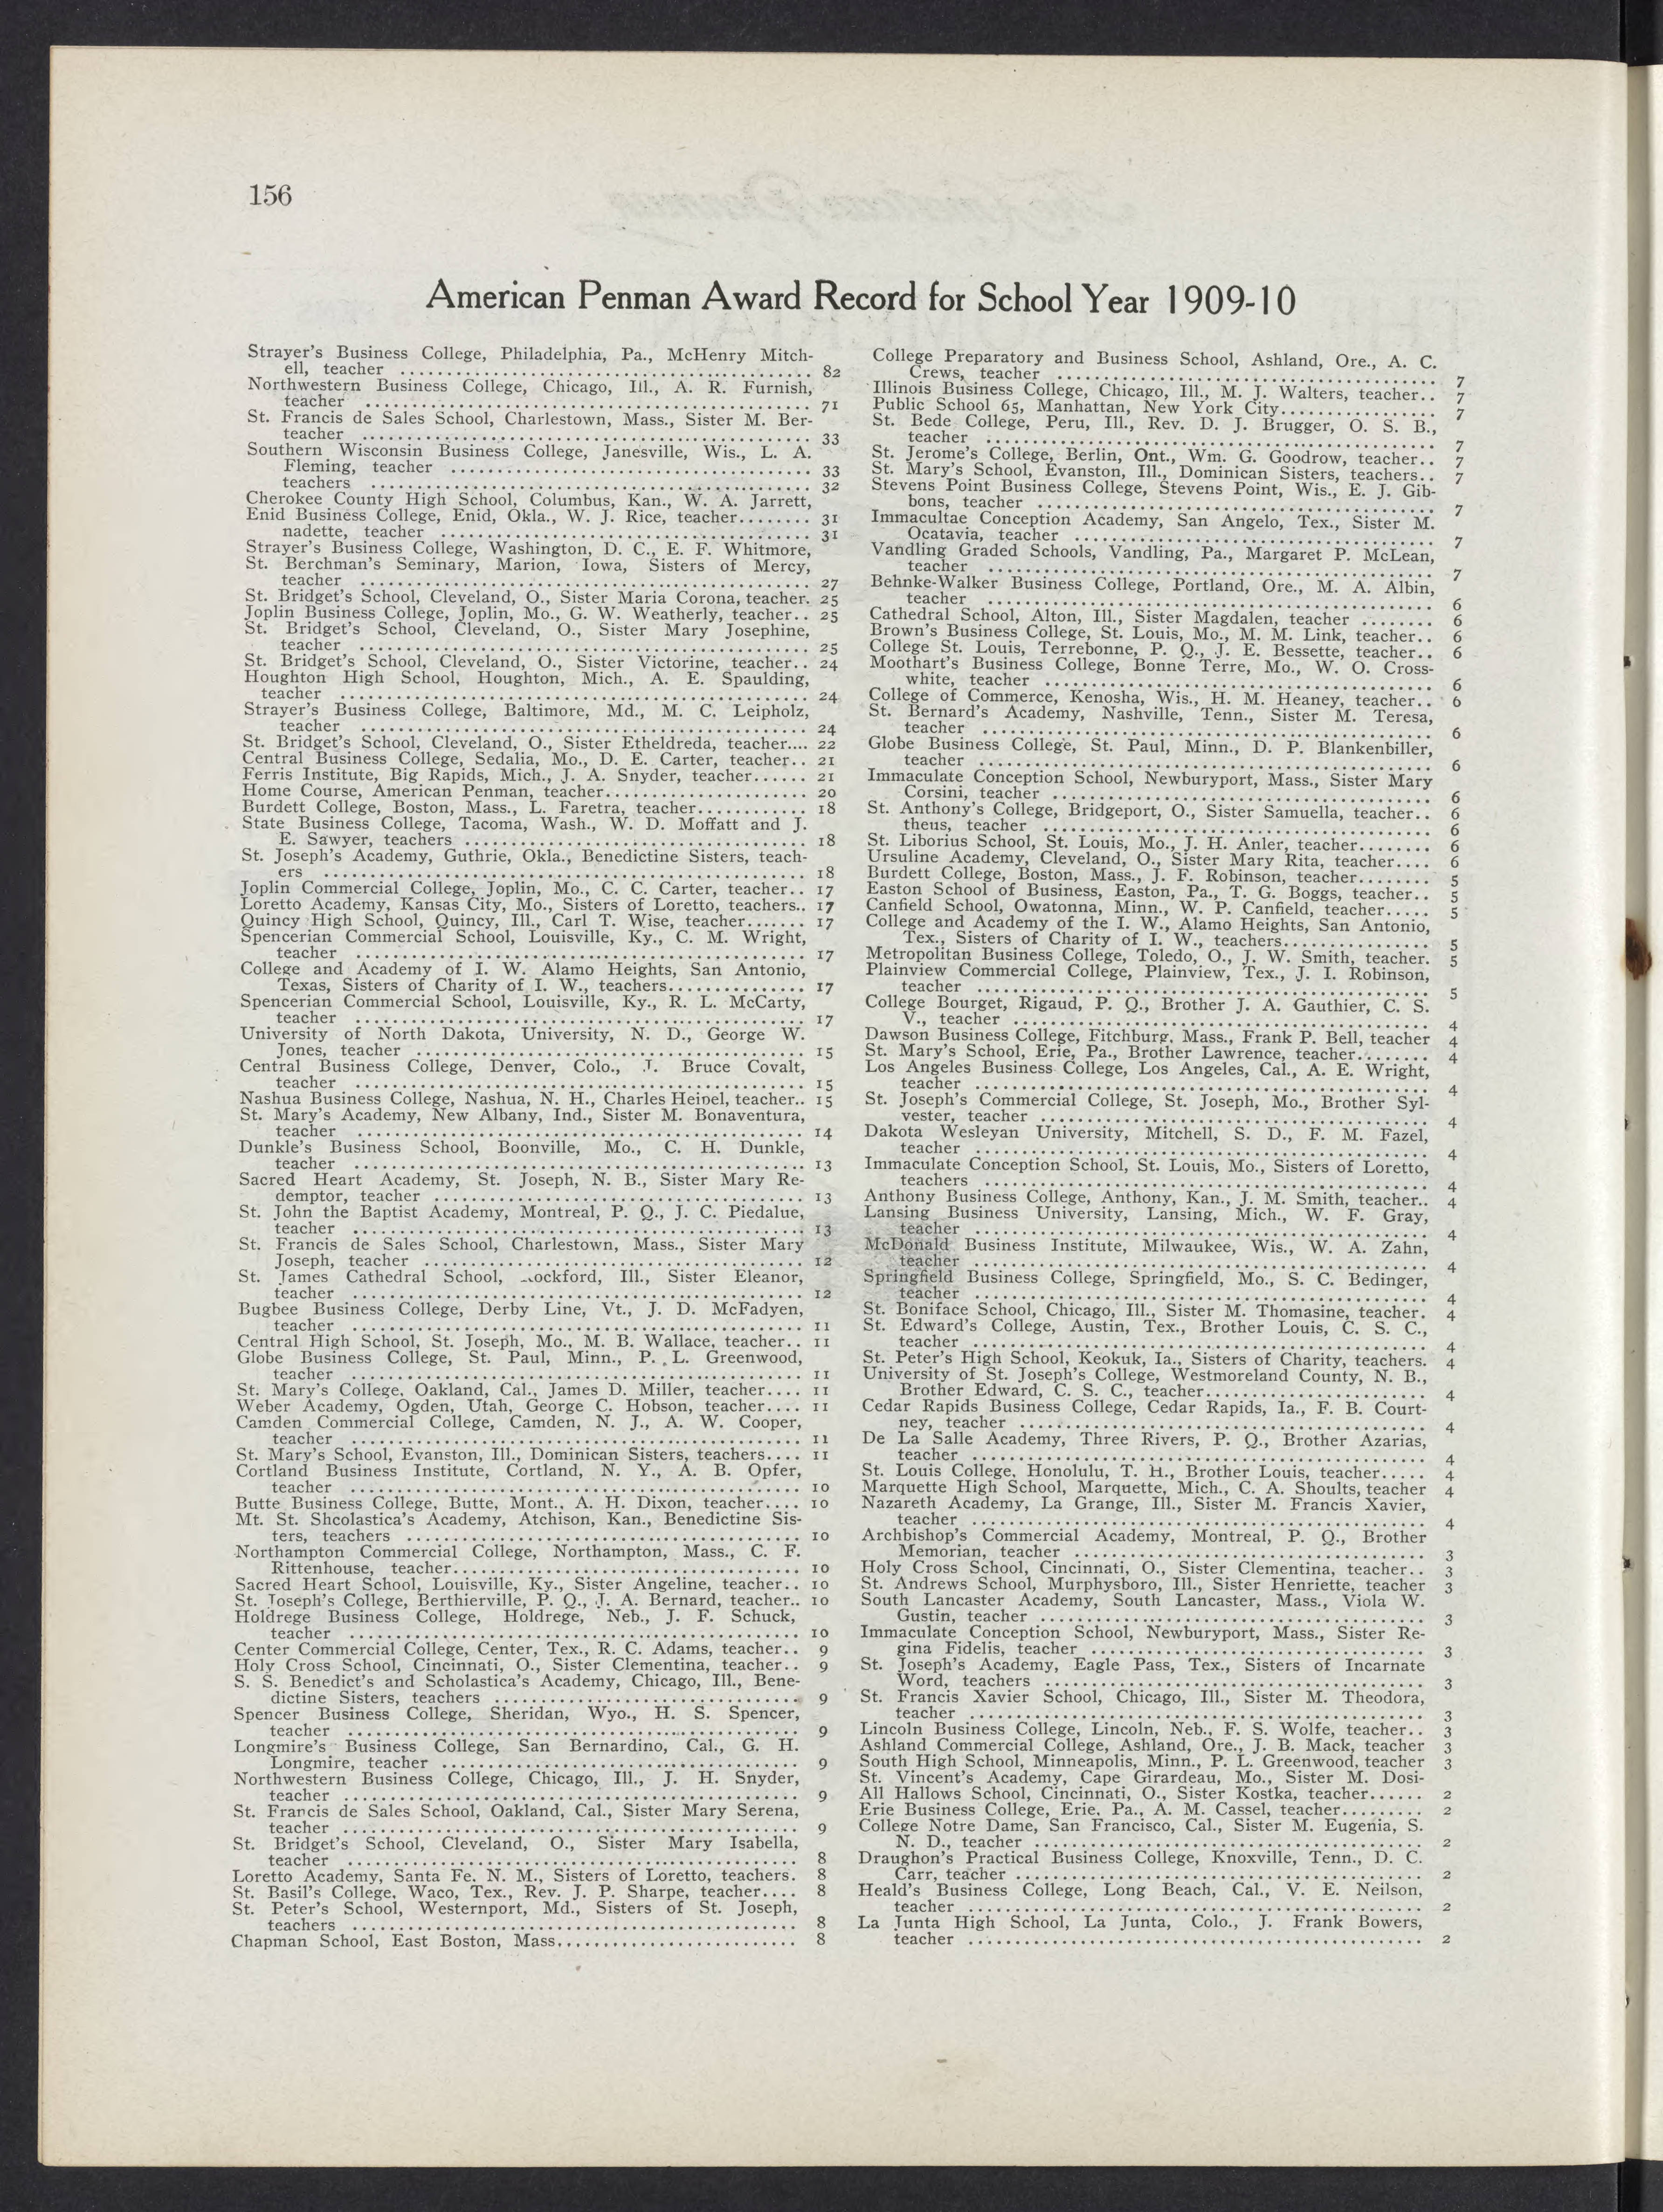 156
American Penman Award Record for School Year 1909-10
Strayer's Business College, Philadelphia, Pa., McHenry Mitch-
ell, teacher ............ 82
Northwestern Business College, Chicago, Ill., A. R. Furnish,
teacher ............ 71
St. Francis de Sales School, Charlestown, Mass., Sister M. Ber-
teacher ............ 33
Southern Wisconsin Business College, Janesville, Wis., L. A.
Fleming, teacher ............ 33
teachers ............ 32
Cherokee County High School, Columbus, Kan., W. A. Jarrett,
Enid Business College, Enid, Okla., W. J. Rice, teacher........ 31
nadette, teacher ............ 31
Strayer's Business College, Washington, D. C., E. F. Whitmore,
St. Berchman's Seminary, Marion, Iowa, Sisters of Mercy,
teacher ............ 27
St. Bridget's School, Cleveland, O., Sister Maria Corona, teacher. 25
Joplin Business College, Joplin, Mo., G. W. Weatherly, teacher.. 25
St. Bridget's School, Cleveland, O., Sister Mary Josephine,
teacher ............ 25
St. Bridget's School, Cleveland, O., Sister Victorine, teacher.. 24
Houghton High School, Houghton, Mich., A. E. Spaulding,
teacher ............ 24
Strayer's Business College, Baltimore, Md., M. C. Leipholz,
teacher ............ 24
St. Bridget's School, Cleveland, O., Sister Etheldreda, teacher.... 22
Central Business College, Sedalia, Mo., D. E. Carter, teacher.. 21
Ferris Institute, Big Rapids, Mich., J. A. Snyder, teacher...... 21
Home Course, American Penman, teacher............ 20
Burdett College, Boston, Mass., L. Faretra, teacher............ 18
State Business College, Tacoma, Wash., W. D. Moffatt and J.
E. Sawyer, teachers ............ 18
St. Joseph's Academy, Guthrie, Okla., Benedictine Sisters, teach-
ers ............ 18
Joplin Commercial College, Joplin, Mo., C. C. Carter, teacher.. 17
Loretto Academy, Kansas City, Mo., Sisters of Loretto, teachers.. 17
Quincy High School, Quincy, Ill., Carl T. Wise, teacher....... 17
Spencerian Commercial School, Louisville, Ky., C. M. Wright,
teacher ............ 17
College and Academy of I. W. Alamo Heights, San Antonio,
Texas, Sisters of Charity of I. W., teachers............ 17
Spencerian Commercial School, Louisville, Ky., R. L. McCarty,
teacher ............ 17
University of North Dakota, University, N. D., George W.
Jones, teacher ............ 15
Central Business College, Denver, Colo., J. Bruce Covalt,
teacher ............ 15
Nashua Business College, Nashua, N. H., Charles Heipel, teacher.. 15
St. Mary's Academy, New Albany, Ind., Sister M. Bonaventura,
teacher ............ 14
Dunkle's Business School, Boonville, Mo., C. H. Dunkle,
teacher ............ 13
Sacred Heart Academy, St. Joseph, N. B., Sister Mary Re-
demptor, teacher ............ 13
St. John the Baptist Academy, Montreal, P. Q., J. C. Piedalue,
teacher ............ 13
St. Francis de Sales School, Charlestown, Mass., Sister Mary
Joseph, teacher ............ 12
St. James Cathedral School, ockford, Ill., Sister Eleanor,
teacher ............ 12
Bugbee Business College, Derby Line, Vt., J. D. McFadyen,
teacher ............ 11
Central High School, St. Joseph, Mo., M. B. Wallace, teacher.. 11
Globe Business College, St. Paul, Minn., P. L. Greenwood,
teacher ............ 11
St. Mary's College, Oakland, Cal., James D. Miller, teacher.... 11
Weber Academy, Ogden, Utah, George C. Hobson, teacher.... 11
Camden Commercial College, Camden, N. J., A. W. Cooper,
teacher ............ 11
St. Mary's School, Evanston, Ill., Dominican Sisters, teachers.... 11
Cortland Business Institute, Cortland, N. Y., A. B. Opfer,
teacher ............ 10
Butte Business College, Butte, Mont., A. H. Dixon, teacher.... 10
Mt. St. Shcolastica's Academy, Atchison, Kan., Benedictine Sis-
ters, teachers ............ 10
Northampton Commercial College, Northampton, Mass., C. F.
Rittenhouse, teacher............ 10
Sacred Heart School, Louisville, Ky., Sister Angeline, teacher.. 10
St. Joseph's College, Berthierville, P. Q., J. A. Bernard, teacher.. 10
Holdrege Business College, Holdrege, Neb., J. F. Schuck,
teacher ............ 10
Center Commercial College, Center, Tex., R. C. Adams, teacher.. 9
Holy Cross School, Cincinnati, O., Sister Clementina, teacher.. 9
S. S. Benedict's and Scholastica's Academy, Chicago, Ill., Bene-
dictine Sisters, teachers ............ 9
Spencer Business College, Sheridan, Wyo., H. S. Spencer,
teacher ............ 9
Longmire's Business College, San Bernardino, Cal., G. H.
Longmire, teacher ............ 9
Northwestern Business College, Chicago, Ill., J. H. Snyder,
teacher ............ 9
St. Francis de Sales School, Oakland, Cal., Sister Mary Serena,
teacher ............ 9
St. Bridget's School, Cleveland, O., Sister Mary Isabella,
teacher ............ 8
Loretto Academy, Santa Fe. N. M., Sisters of Loretto, teachers. 8
St. Basil's College, Waco, Tex., Rev. J. P. Sharpe, teacher.... 8
St. Peter's School, Westernport, Md., Sisters of St. Joseph,
teachers ............ 8
Chapman School, East Boston, Mass............ 8
College Preparatory and Business School, Ashland, Ore., A. C.
Crews, teacher ............ 7
Illinois Business College, Chicago, Ill., M. J. Walters, teacher.. 7
Public School 65, Manhattan, New York City............ 7
St. Bede College, Peru, Ill., Rev. D. J. Brugger, O. S. B.,
teacher ............ 7
St. Jerome's College, Berlin, Ont., Wm. G. Goodrow, teacher.. 7
St. Mary's School, Evanston, Ill., Dominican Sisters, teachers.. 7
Stevens Point Business College, Stevens Point, Wis., E. J. Gib-
bons, teacher ............ 7
Immacultae Conception Academy, San Angelo, Tex., Sister M.
Ocatavia, teacher ............ 7
Vandling Graded Schools, Vandling, Pa., Margaret P. McLean,
teacher ............ 7
Behnke-Walker Business College, Portland, Ore., M. A. Albin,
teacher ............ 6
Cathedral School, Alton, Ill., Sister Magdalen, teacher ........ 6
Brown's Business College, St. Louis, Mo., M. M. Link, teacher.. 6
College St. Louis, Terrebonne, P. Q., J. E. Bessette, teacher.. 6
Moothart's Business College, Bonne Terre, Mo., W. O. Cross-
white, teacher ............ 6
College of Commerce, Kenosha, Wis., H. M. Heaney, teacher.. 6
St. Bernard's Academy, Nashville, Tenn., Sister M. Teresa,
teacher ............ 6
Globe Business College, St. Paul, Minn., D. P. Blankenbiller,
teacher ............ 6
Immaculate Conception School, Newburyport, Mass., Sister Mary
Corsini, teacher ............ 6
St. Anthony's College, Bridgeport, O., Sister Samuella, teacher.. 6
theus, teacher ............ 6
St. Liborius School, St. Louis, Mo., J. H. Anler, teacher........ 6
Ursuline Academy, Cleveland, O., Sister Mary Rita, teacher.... 6
Burdett College, Boston, Mass., J. F. Robinson, teacher........ 5
Easton School of Business, Easton, Pa., T. G. Boggs, teacher.. 5
Canfield School, Owatonna, Minn., W. P. Canfield, teacher..... 5
College and Academy of the I. W., Alamo Heights, San Antonio,
Tex., Sisters of Charity of I. W., teachers............ 5
Metropolitan Business College, Toledo, O., J. W. Smith, teacher. 5
Plainview Commercial College, Plainview, Tex., J. I. Robinson,
teacher ............ 5
College Bourget, Rigaud, P. Q., Brother J. A. Gauthier, C. S.
V., teacher ............ 4
Dawson Business College, Fitchburg, Mass., Frank P. Bell, teacher 4
St. Mary's School, Erie, Pa., Brother Lawrence, teacher........ 4
Los Angeles Business College, Los Angeles, Cal., A. E. Wright,
teacher ............ 4
St. Joseph's Commercial College, St. Joseph, Mo., Brother Syl-
vester, teacher ............ 4
Dakota Wesleyan University, Mitchell, S. D., F. M. Fazel,
teacher ............ 4
Immaculate Conception School, St. Louis, Mo., Sisters of Loretto,
teachers ............ 4
Anthony Business College, Anthony, Kan., J. M. Smith, teacher.. 4
Lansing Business University, Lansing, Mich., W. F. Gray,
teacher ............ 4
McDonald Business Institute, Milwaukee, Wis., W. A. Zahn,
teacher ............ 4
Springfield Business College, Springfield, Mo., S. C. Bedinger,
teacher ............ 4
St. Boniface School, Chicago, Ill., Sister M. Thomasine, teacher. 4
St. Edward's College, Austin, Tex., Brother Louis, C. S. C.,
teacher ............ 4
St. Peter's High School, Keokuk, Ia., Sisters of Charity, teachers. 4
University of St. Joseph's College, Westmoreland County, N. B.,
Brother Edward, C. S. C., teacher............ 4
Cedar Rapids Business College, Cedar Rapids, Ia., F. B. Court-
ney, teacher ............ 4
De La Salle Academy, Three Rivers, P. Q., Brother Azarias,
teacher ............ 4
St. Louis College, Honolulu, T. H., Brother Louis, teacher..... 4
Marquette High School, Marquette, Mich., C. A. Shoults, teacher 4
Nazareth Academy, La Grange, Ill., Sister M. Francis Xavier,
teacher ............ 4
Archbishop's Commercial Academy, Montreal, P. Q., Brother
Memorian, teacher ............ 3
Holy Cross School, Cincinnati, O., Sister Clementina, teacher.. 3
St. Andrews School, Murphysboro, Ill., Sister Henriette, teacher 3
South Lancaster Academy, South Lancaster, Mass., Viola W.
Gustin, teacher ............ 3
Immaculate Conception School, Newburyport, Mass., Sister Re-
gina Fidelis, teacher ............ 3
St. Joseph's Academy, Eagle Pass, Tex., Sisters of Incarnate
Word, teachers ............ 3
St. Francis Xavier School, Chicago, Ill., Sister M. Theodora,
teacher ............ 3
Lincoln Business College, Lincoln, Neb., F. S. Wolfe, teacher.. 3
Ashland Commercial College, Ashland, Ore., J. B. Mack, teacher 3
South High School, Minneapolis, Minn., P. L. Greenwood, teacher 3
St. Vincent's Academy, Cape Girardeau, Mo., Sister M. Dosi-
All Hallows School, Cincinnati, O., Sister Kostka, teacher...... 2
Erie Business College, Erie, Pa., A. M. Cassel, teacher......... 2
College Notre Dame, San Francisco, Cal., Sister M. Eugenia, S.
N. D., teacher ............ 2
Draughon's Practical Business College, Knoxville, Tenn., D. C.
Carr, teacher ............ 2
Heald's Business College, Long Beach, Cal., V. E. Neilson,
teacher ............ 2
La Junta High School, La Junta, Colo., J. Frank Bowers,
teacher ............ 2